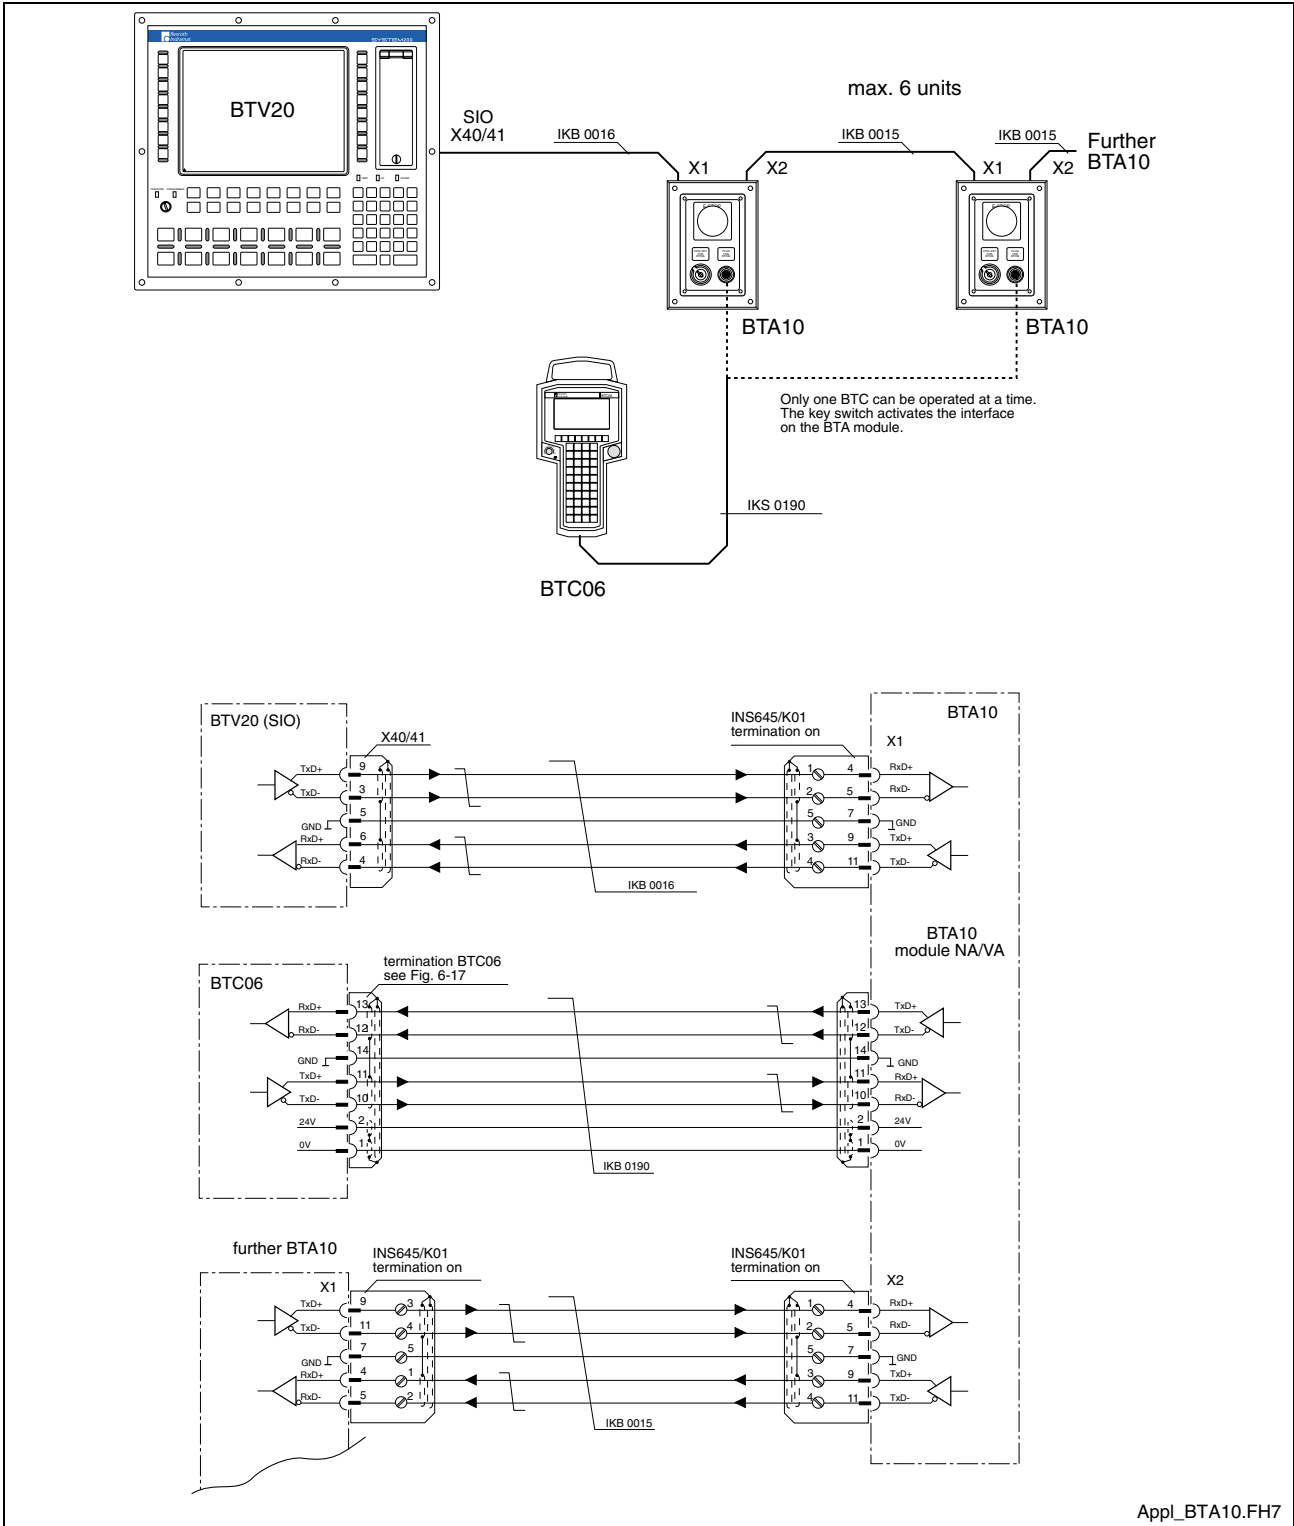 Rexroth
Indramat
SYSTEM200
BTV20
SIO
X40/41
IKB 0016
max. 6 units
IKB 0015
IKB 0015
Further
BTA10
X1
X2
X1
X2
E-STOP
E-STOP
BTA10
BTA10
Only one BTC can be operated at a time.
The key switch activates the interface
on the BTA module.
IKS 0190
BTC06
BTV20 (SIO)
X40/41
INS645/K01
termination on
BTA10
X1
TxD+
9
1
4
RxD+
TxD-
3
2
5
RxD-
GND
5
5
7
GND
RxD+
6
3
9
TxD+
RxD-
4
4
11
TxD-
IKB 0016
BTA10
module NA/VA
BTC06
termination BTC06
see Fig. 6-17
RxD+
13
13
TxD+
RxD-
12
12
TxD-
GND
14
14
GND
TxD+
11
11
RxD+
TxD-
10
10
RxD-
24V
2
2
24V
0V
1
1
0V
IKB 0190
further BTA10
INS645/K01
termination on
INS645/K01
termination on
X1
X2
TxD+
9
3
1
4
RxD+
TxD-
11
4
2
5
RxD-
GND
7
5
5
7
GND
RxD+
4
1
3
9
TxD+
RxD-
5
2
4
11
TxD-
IKB 0015
Appl_BTA10.FH7